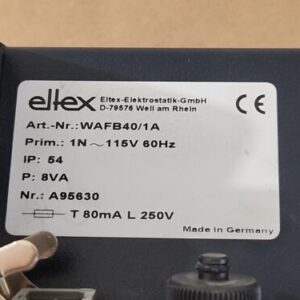 eltex
Eltex-Elektrostatik-GmbH
D-79576 Weil am Rhein
CE
Art.-Nr.: WAFB40/1A
Prim.: 1N ~ 115V 60Hz
IP: 54
P: 8VA
Nr.: A95630
T 80mA L 250V
Made in Germany